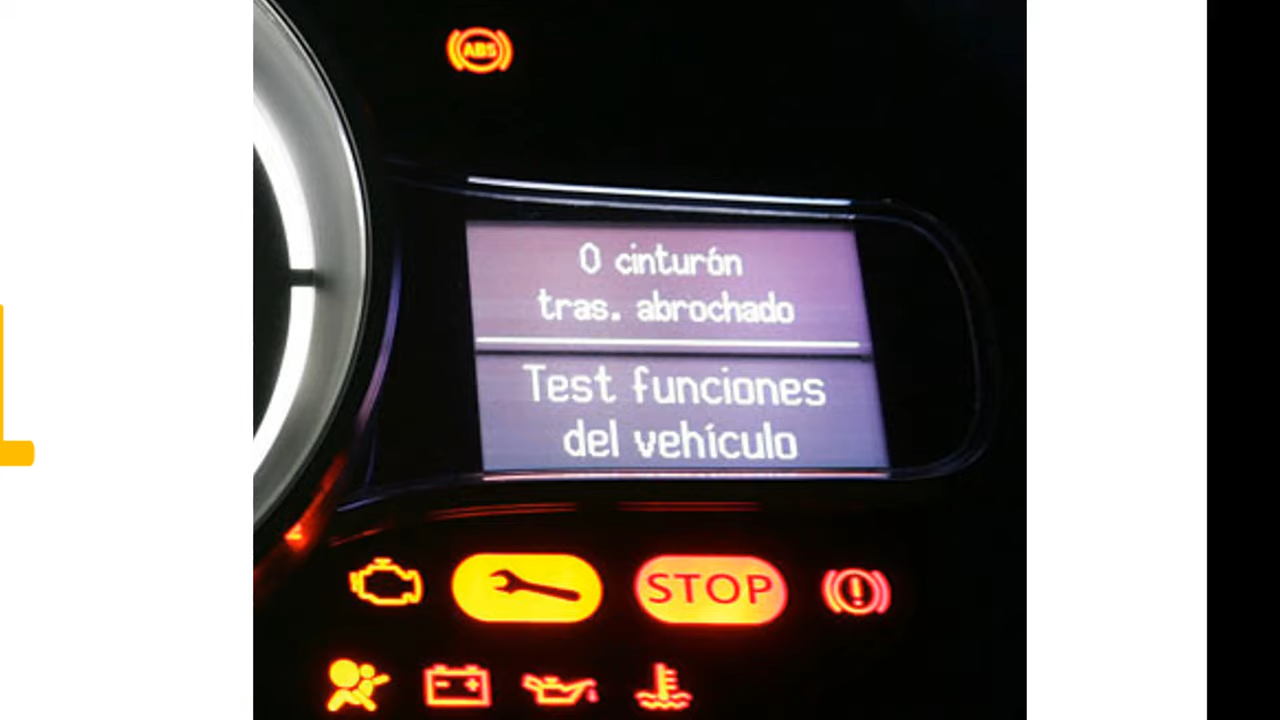 ABS
0 cinturón
tras. abrochado
Test funciones
del vehículo
STOP